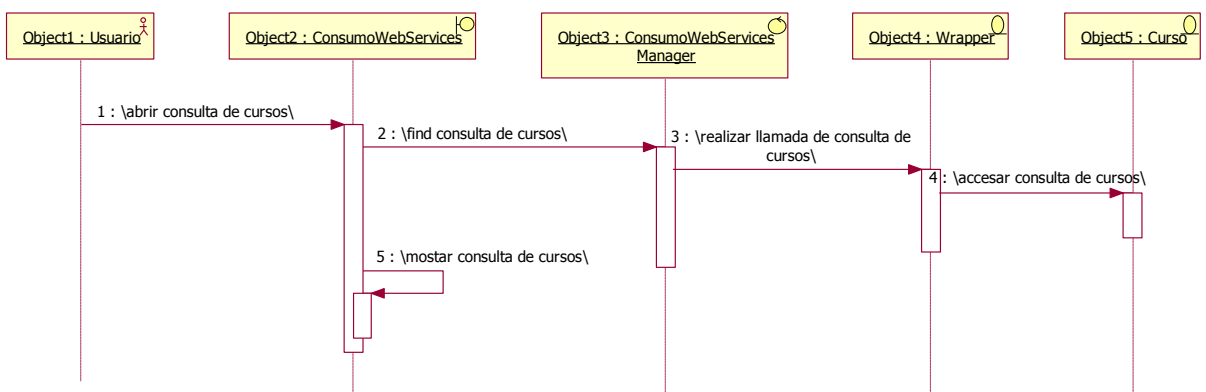 Object1 : Usuario
Object2 : ConsumoWebServices
Object3 : ConsumoWebServices
Manager
Object4 : Wrapper
Object5 : Curso
1 : \abrir consulta de cursos\
2 : \find consulta de cursos\
3 : \realizar llamada de consulta de
cursos\
4 : \accesar consulta de cursos\
5 : \mostar consulta de cursos\